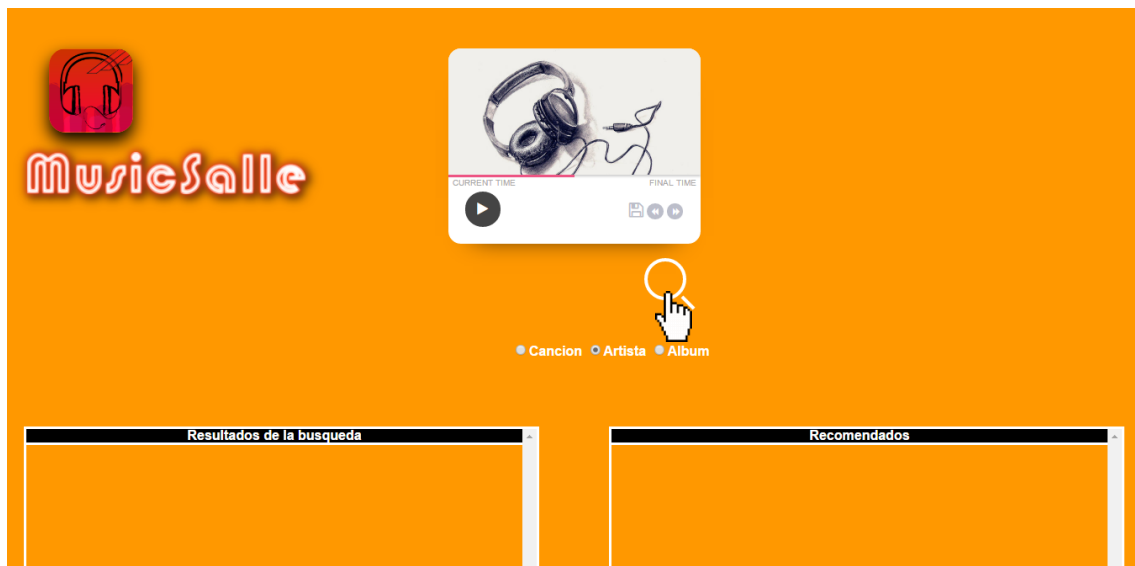 MusicSalle
CURRENT TIME FINAL TIME
Cancion Artista Album
Resultados de la busqueda
Recomendados